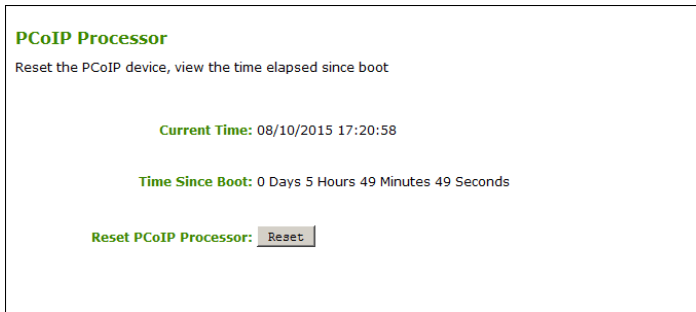 PCoIP Processor
Reset the PCoIP device, view the time elapsed since boot
Current Time: 08/10/2015 17:20:58
Time Since Boot: 0 Days 5 Hours 49 Minutes 49 Seconds
Reset PCoIP Processor: Reset